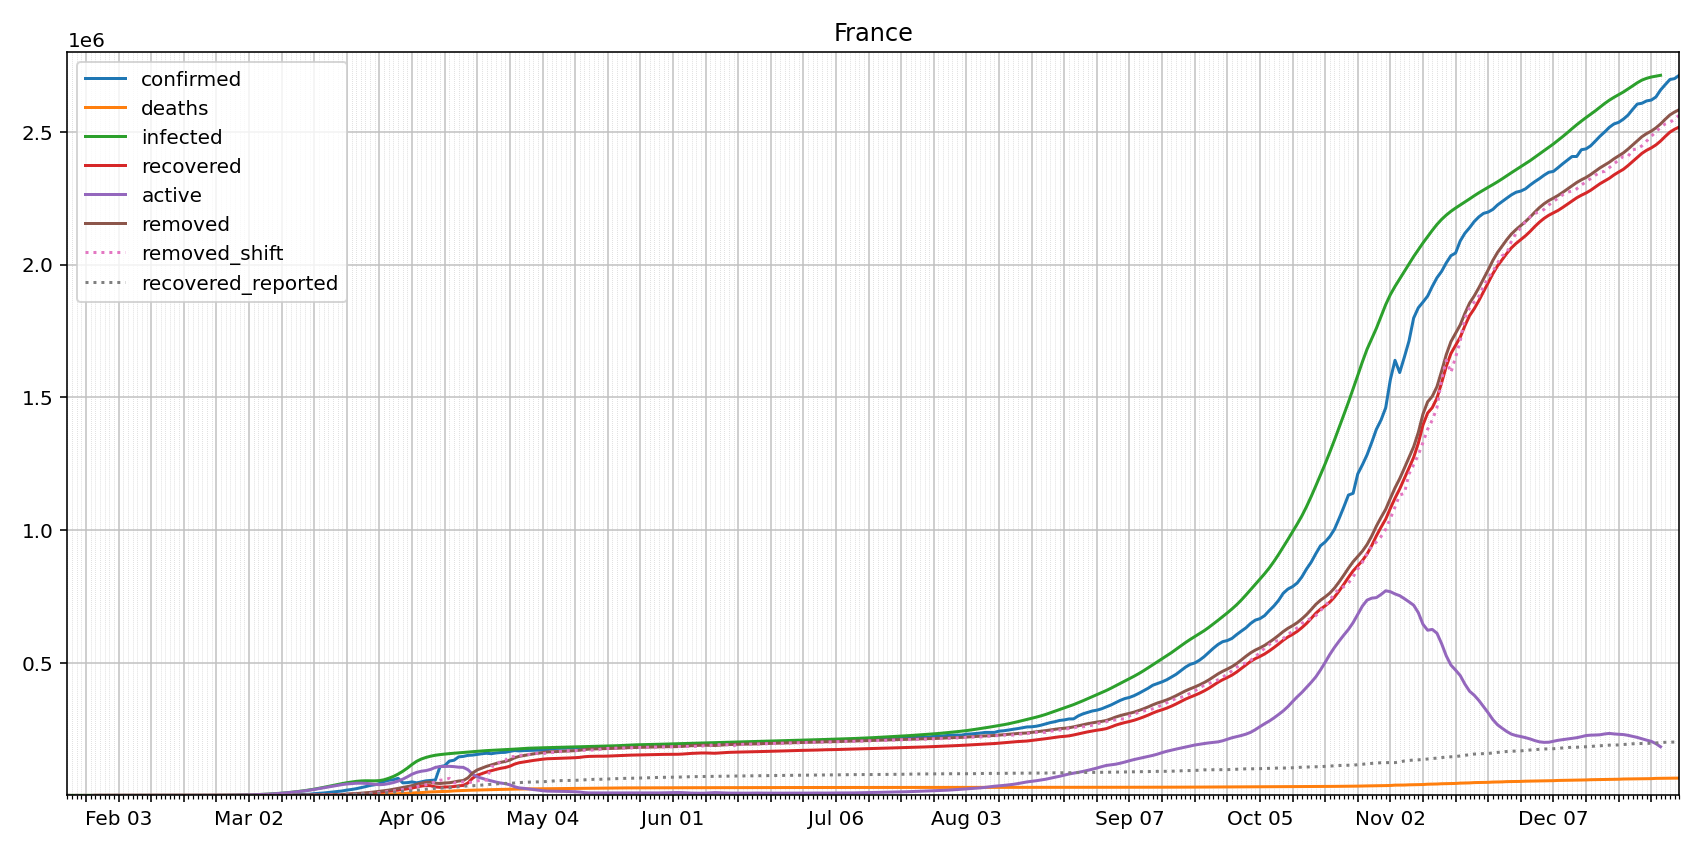 France
1e6
confirmed
deaths
infected
recovered
active
removed
removed_shift
recovered_reported
2.5
2.0
1.5
1.0
0.5
Feb 03 Mar 02 Apr 06 May 04 Jun 01 Jul 06 Aug 03 Sep 07 Oct 05 Nov 02 Dec 07